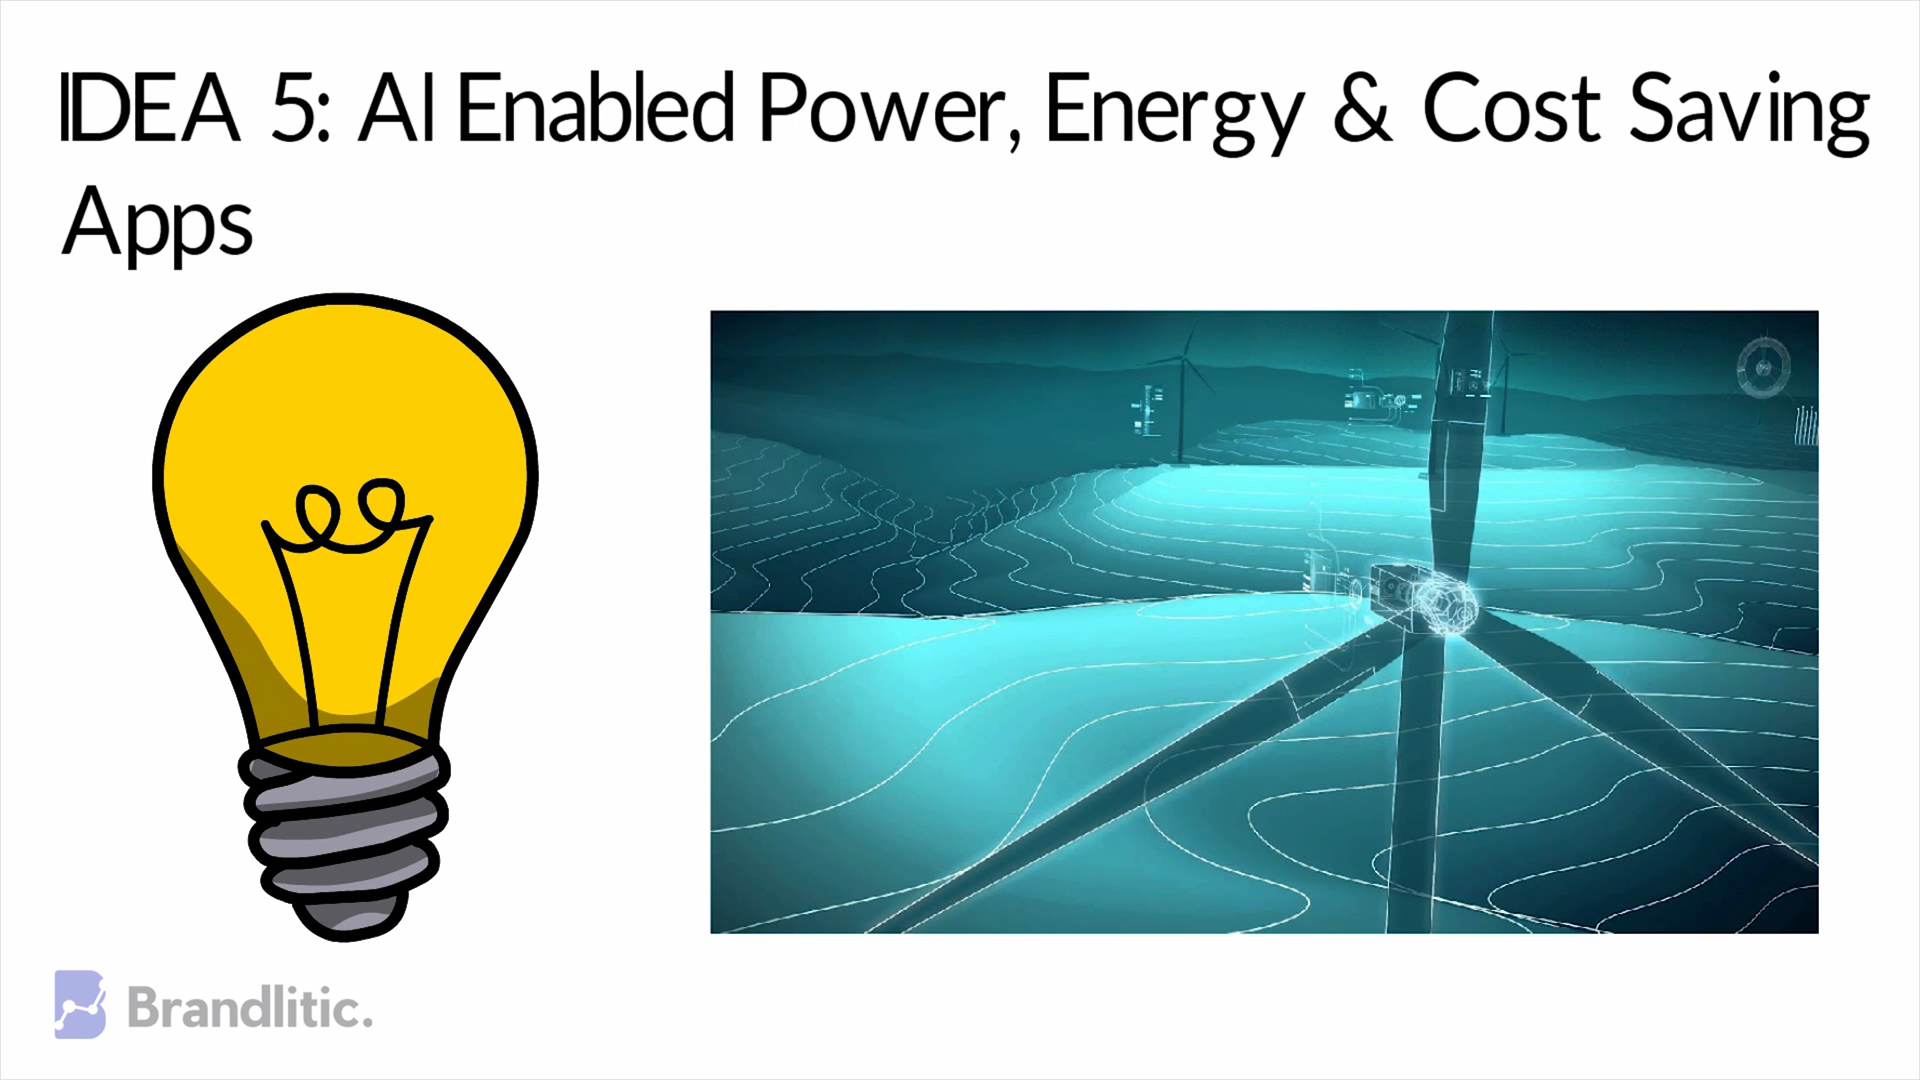 IDEA 5: AI Enabled Power, Energy & Cost Saving
Apps
Brandlitic.